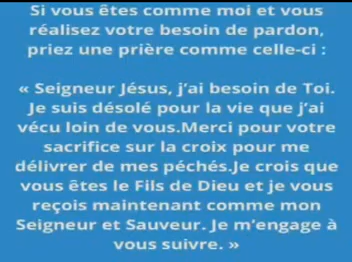 Si vous êtes comme moi et vous
réalisez votre besoin de pardon,
priez une prière comme celle-ci :
« Seigneur Jésus, j’ai besoin de Toi.
Je suis désolé pour la vie que j’ai
vécu loin de vous.Merci pour votre
sacrifice sur la croix pour me
délivrer de mes péchés.Je crois que
vous êtes le Fils de Dieu et je vous
reçois maintenant comme mon
Seigneur et Sauveur. Je m’engage à
vous suivre. »